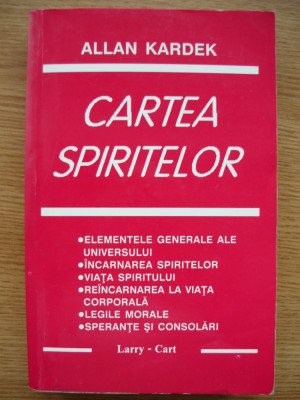 ALLAN KARDEK
CARTEA
SPIRITELOR
●ELEMENTELE GENERALE ALE
UNIVERSULUI
●ÎNCARNAREA SPIRITELOR
●VIAȚA SPIRITULUI
●REÎNCARNAREA LA VIAȚA
CORPORALĂ
●LEGILE MORALE
●SPERANȚE ȘI CONSOLĂRI
Larry - Cart